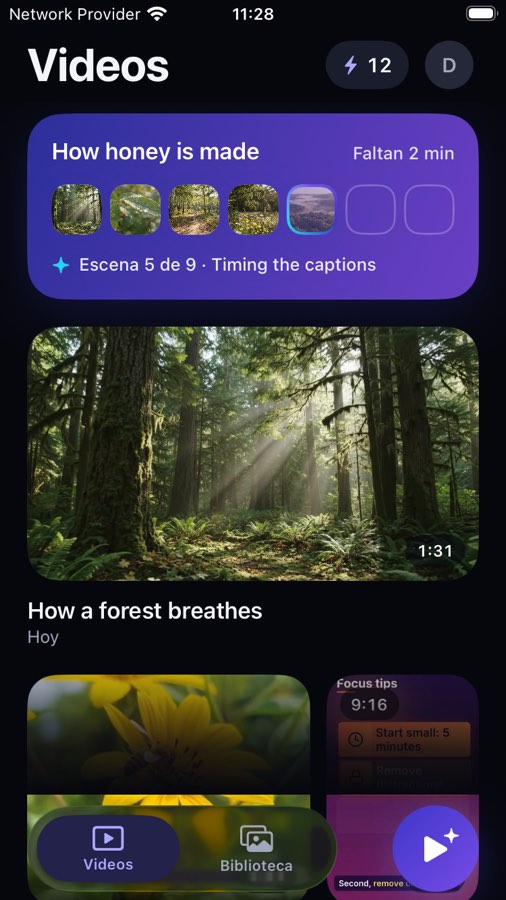 Network Provider 11:28
Videos
12
D
How honey is made
Faltan 2 min
Escena 5 de 9 · Timing the captions
1:31
How a forest breathes
Hoy
Focus tips
9:16
Start small: 5
minutes
Remove
Second, remove
Videos
Biblioteca